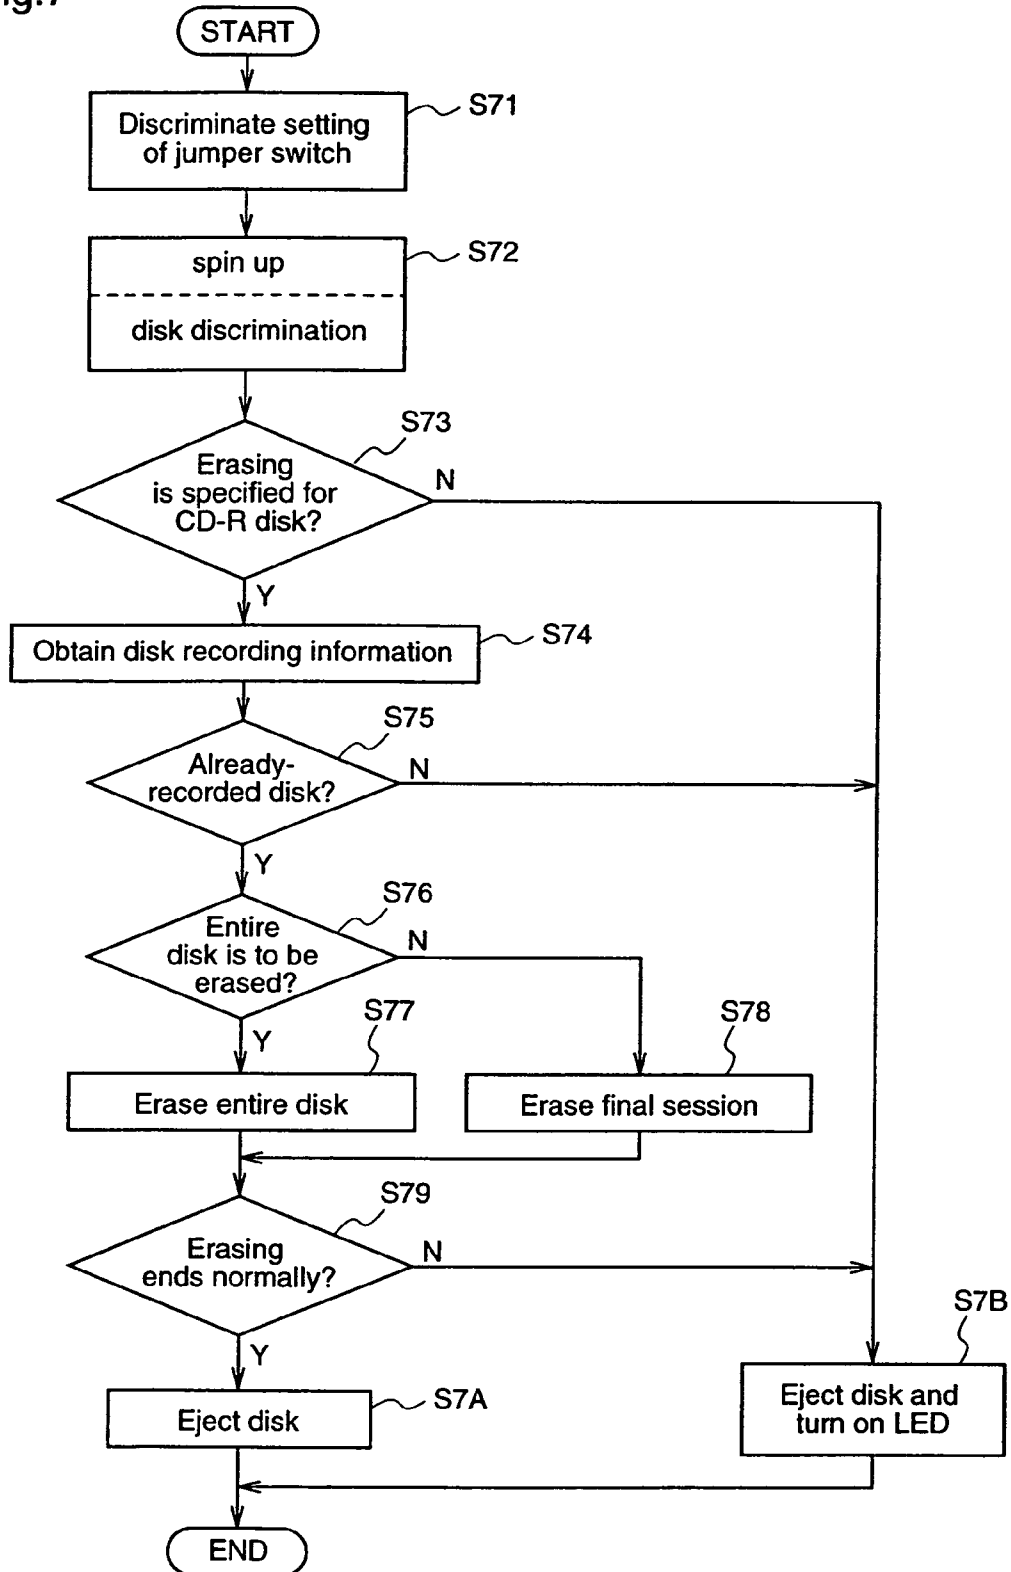 Fig.7
START
S71
Discriminate setting
of jumper switch
S72
spin up
disk discrimination
S73
Erasing
is specified for
CD-R disk?
N
Y
S74
Obtain disk recording information
S75
Already-
recorded disk?
N
Y
S76
Entire
disk is to be
erased?
N
Y
S77
S78
Erase entire disk
Erase final session
S79
Erasing
ends normally?
N
Y
S7B
S7A
Eject disk
Eject disk and
turn on LED
END